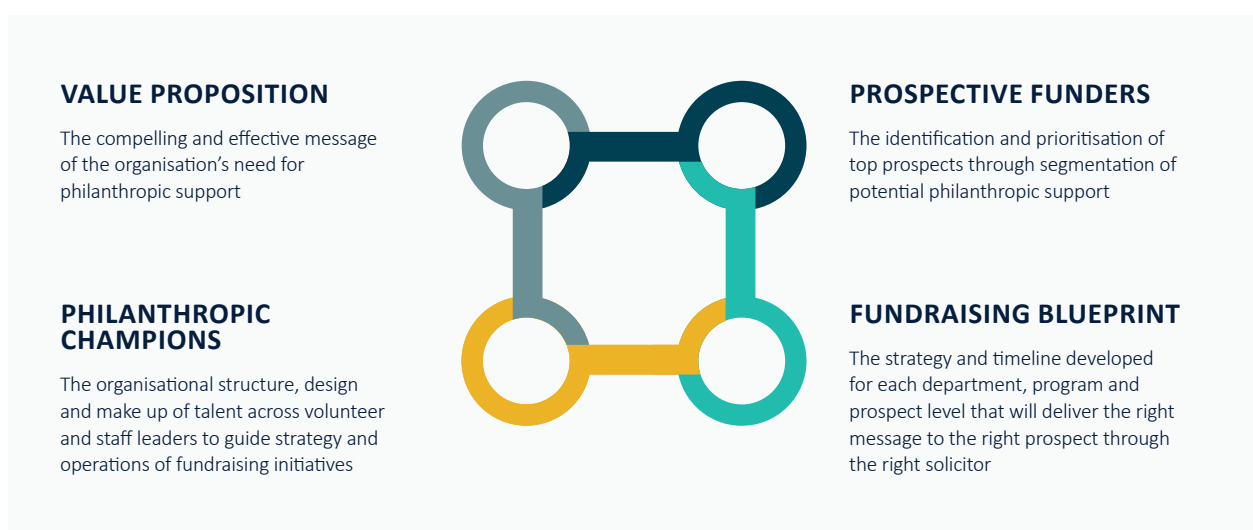 VALUE PROPOSITION
The compelling and effective message
of the organisation's need for
philanthropic support
PROSPECTIVE FUNDERS
The identification and prioritisation of
top prospects through segmentation of
potential philanthropic support
PHILANTHROPIC
CHAMPIONS
The organisational structure, design
and make up of talent across volunteer
and staff leaders to guide strategy and
operations of fundraising initiatives
FUNDRAISING BLUEPRINT
The strategy and timeline developed
for each department, program and
prospect level that will deliver the right
message to the right prospect through
the right solicitor